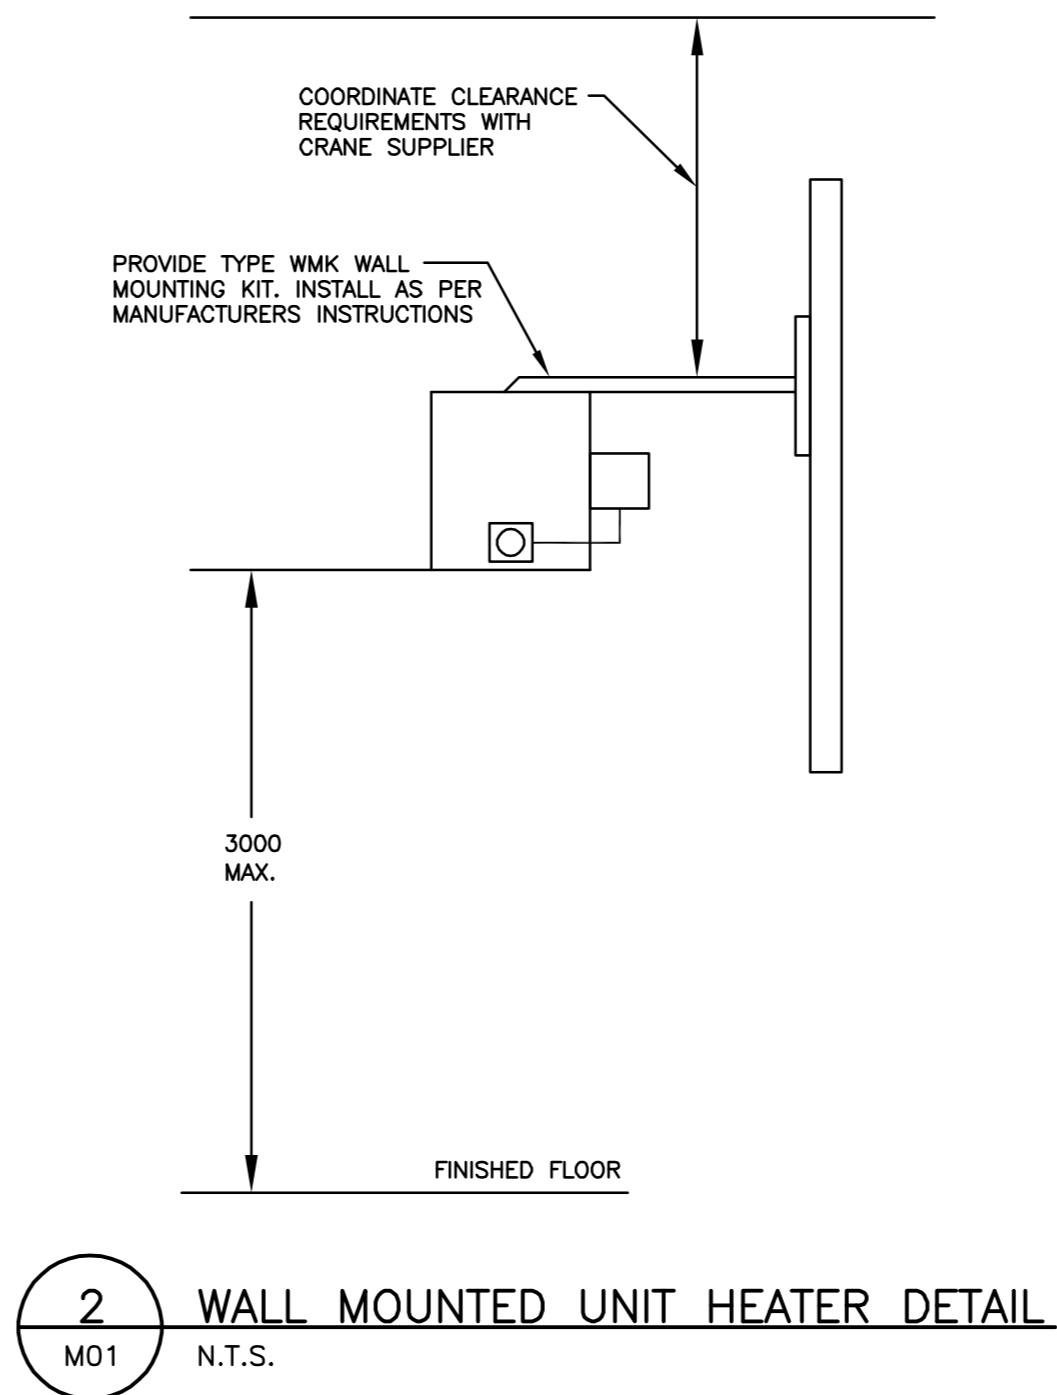 COORDINATE CLEARANCE
REQUIREMENTS WITH
CRANE SUPPLIER
PROVIDE TYPE WMK WALL
MOUNTING KIT. INSTALL AS PER
MANUFACTURERS INSTRUCTIONS
3000
MAX.
FINISHED FLOOR
2
WALL MOUNTED UNIT HEATER DETAIL
M01
N.T.S.